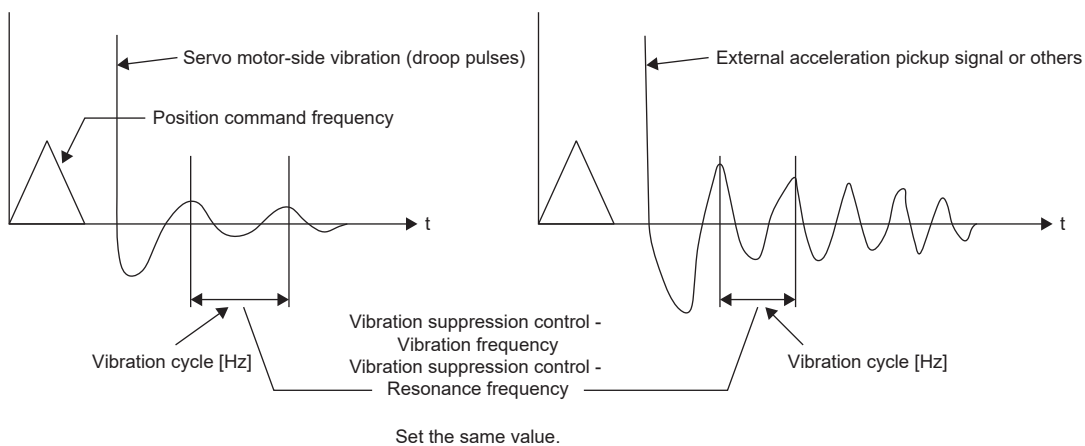 Servo motor-side vibration (droop pulses)
Position command frequency
t
Vibration cycle [Hz]
External acceleration pickup signal or others
t
Vibration cycle [Hz]
Vibration suppression control -
Vibration frequency
Vibration suppression control -
Resonance frequency
Set the same value.